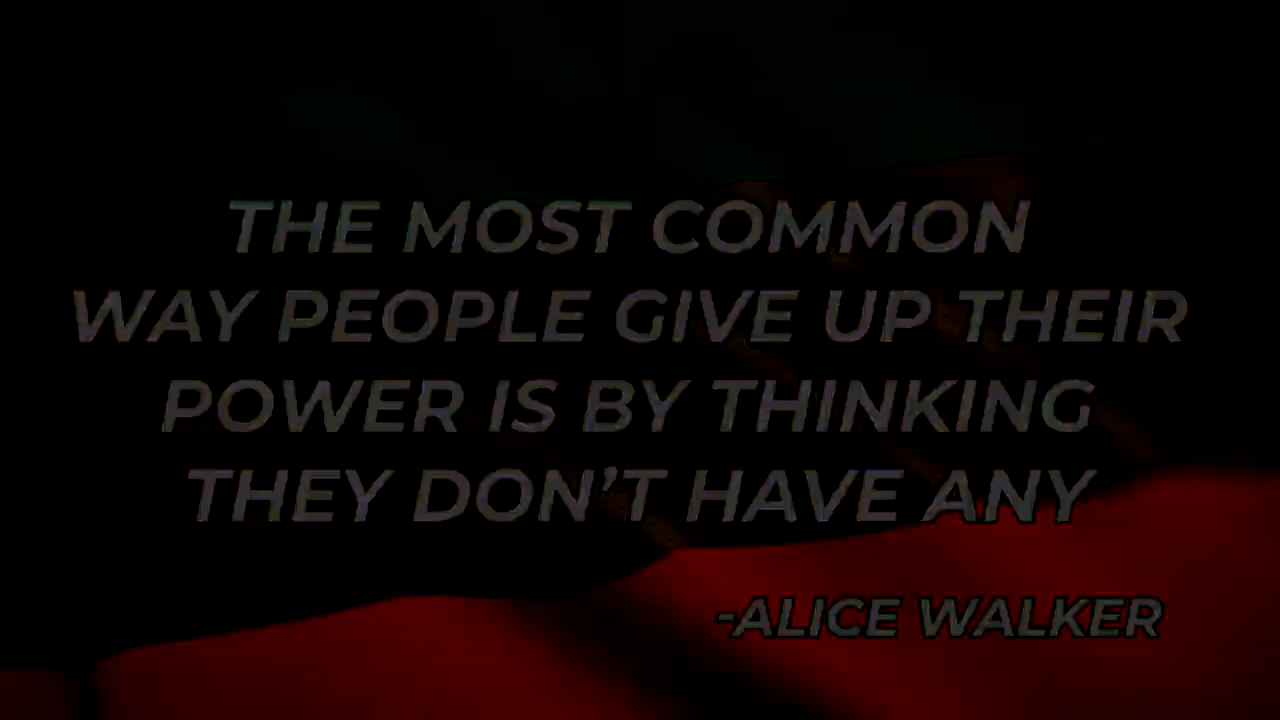 THE MOST COMMON
WAY PEOPLE GIVE UP THEIR
POWER IS BY THINKING
THEY DON’T HAVE ANY
-ALICE WALKER